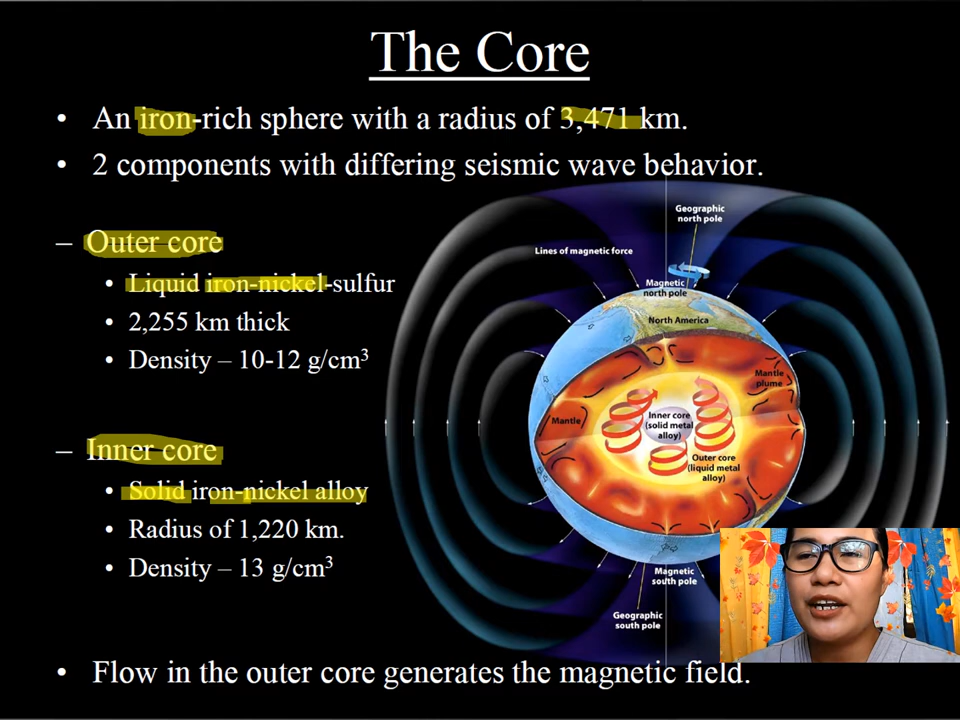 The Core
• An iron-rich sphere with a radius of 3,471 km.
• 2 components with differing seismic wave behavior.
– Outer core
• Liquid iron-nickel-sulfur
• 2,255 km thick
• Density – 10-12 g/cm³
– Inner core
• Solid iron-nickel alloy
• Radius of 1,220 km.
• Density – 13 g/cm³
Geographic
north pole
Lines of magnetic force
Magnetic
north pole
North America
Mantle
plume
Mantle
Inner core
(solid metal
alloy)
Outer core
(liquid metal
alloy)
Magnetic
south pole
Geographic
south pole
• Flow in the outer core generates the magnetic field.